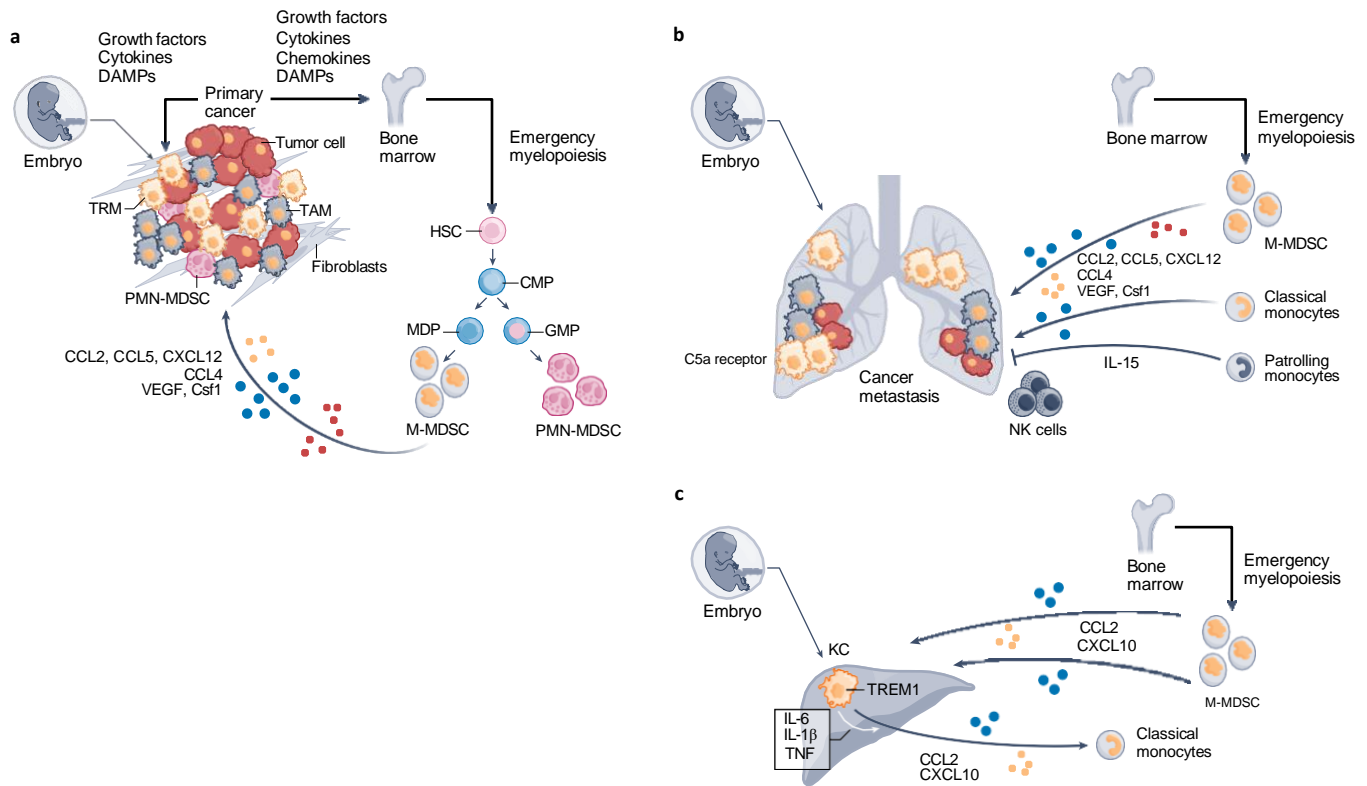 a
Growth factors
Cytokines
DAMPs
Growth factors
Cytokines
Chemokines
DAMPs
Primary
cancer
Embryo
Bone
marrow
Emergency
myelopoiesis
Tumor cell
TRM
TAM
Fibroblasts
PMN-MDSC
HSC
CMP
MDP
GMP
M-MDSC
PMN-MDSC
CCL2, CCL5, CXCL12
CCL4
VEGF, Csf1
b
Embryo
Bone marrow
Emergency
myelopoiesis
M-MDSC
CCL2, CCL5, CXCL12
CCL4
VEGF, Csf1
Classical
monocytes
C5a receptor
Cancer
metastasis
IL-15
Patrolling
monocytes
NK cells
c
Embryo
Bone
marrow
Emergency
myelopoiesis
CCL2
CXCL10
KC
TREM1
M-MDSC
IL-6
IL-1β
TNF
CCL2
CXCL10
Classical
monocytes